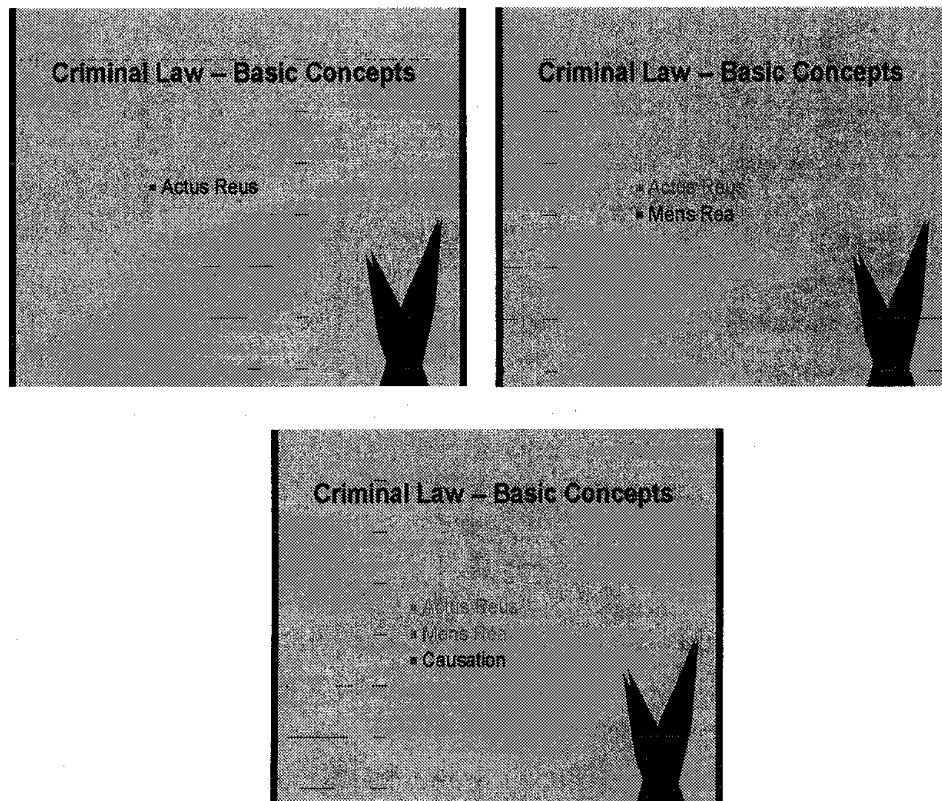 Criminal Law – Basic Concepts
▪ Actus Reus
Criminal Law – Basic Concepts
▪ Actus Reus
▪ Mens Rea
Criminal Law – Basic Concepts
▪ Actus Reus
▪ Mens Rea
▪ Causation